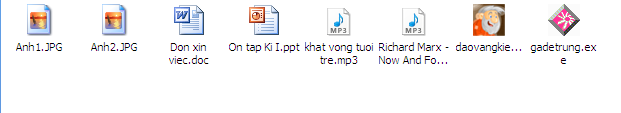 Anh1.JPG Anh2.JPG Don xin viec.doc On tap Ki I.ppt khat vong tuoi tre.mp3 Richard Marx - Now And Fo... daovangkie... gadetrung.exe